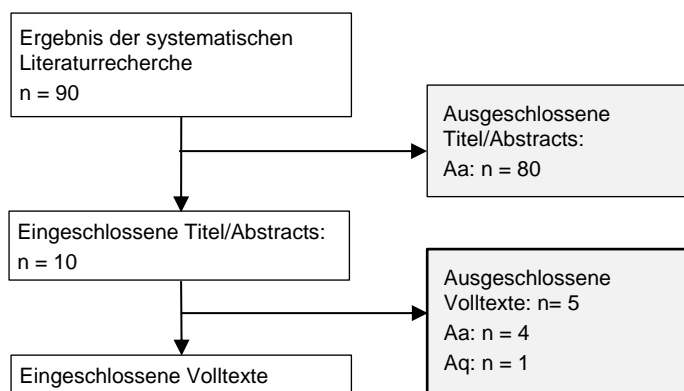 Ergebnis der systematischen
Literaturrecherche
n = 90
Ausgeschlossene
Titel/Abstracts:
Aa: n = 80
Eingeschlossene Titel/Abstracts:
n = 10
Ausgeschlossene
Volltexte: n= 5
Aa: n = 4
Aq: n = 1
Eingeschlossene Volltexte